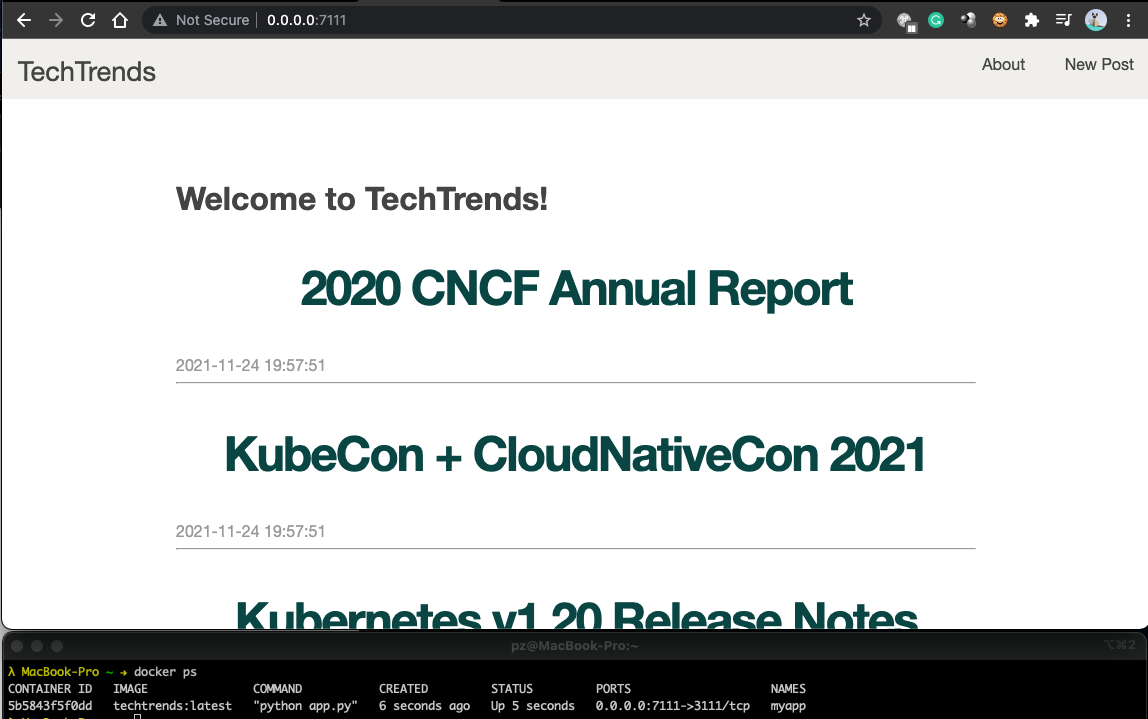 Not Secure 0.0.0.0:7111
TechTrends About New Post
Welcome to TechTrends!
2020 CNCF Annual Report
2021-11-24 19:57:51
KubeCon + CloudNativeCon 2021
2021-11-24 19:57:51
Kubernetes v1.20 Release Notes
pz@MacBook-Pro:~ ⌥⌘2
λ MacBook-Pro ~ → docker ps
CONTAINER ID IMAGE COMMAND CREATED STATUS PORTS NAMES
5b5843f5f0dd techtrends:latest "python app.py" 6 seconds ago Up 5 seconds 0.0.0.0:7111->3111/tcp myapp